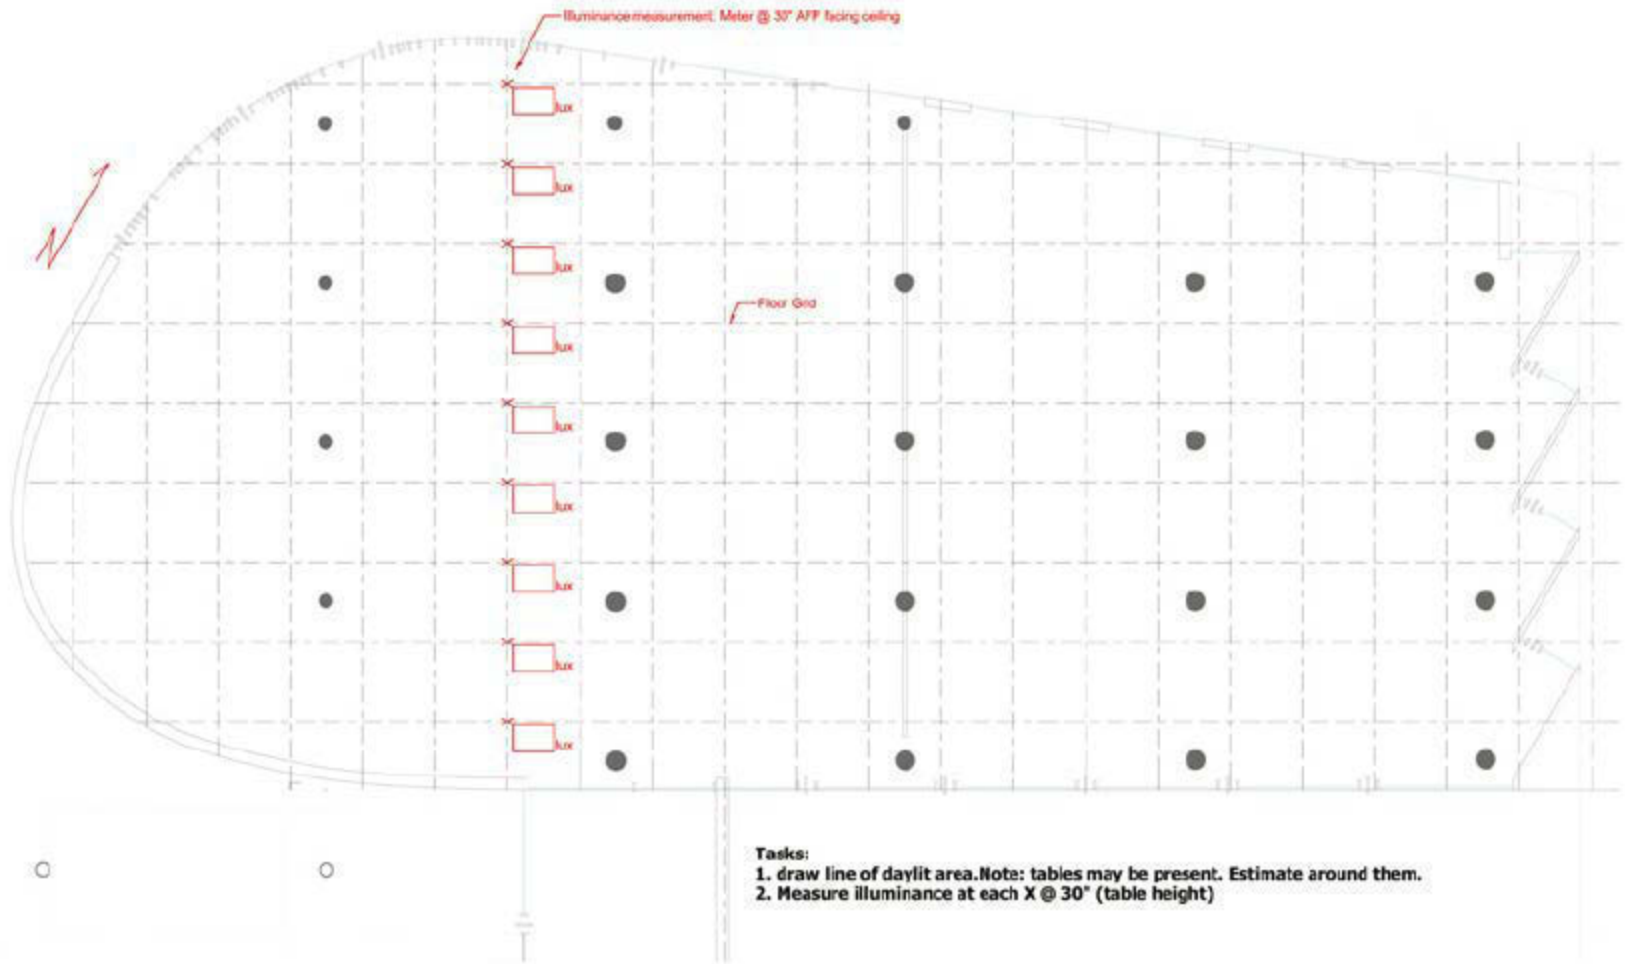 Illuminance measurement: Meter @ 30" AFF facing ceiling
lux
lux
lux
N
Floor Grid
lux
lux
lux
lux
lux
lux
Tasks:
1. draw line of daylit area.Note: tables may be present. Estimate around them.
2. Measure illuminance at each X @ 30" (table height)